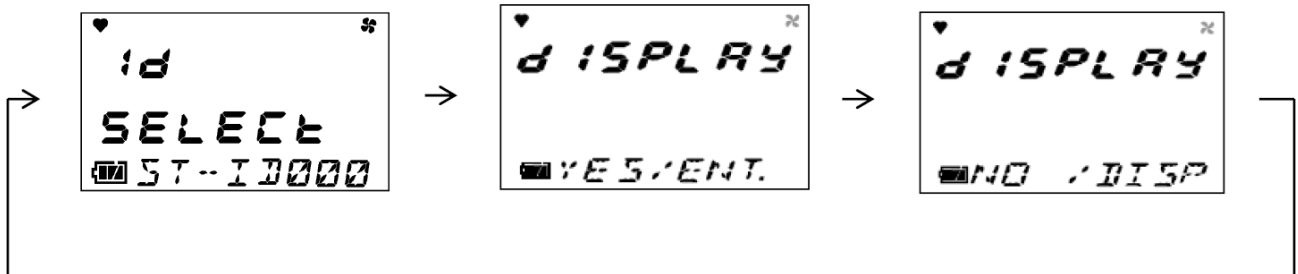 id
SELECt
ST-ID000
dISPLAY
YES/ENT.
dISPLAY
NO /DISP